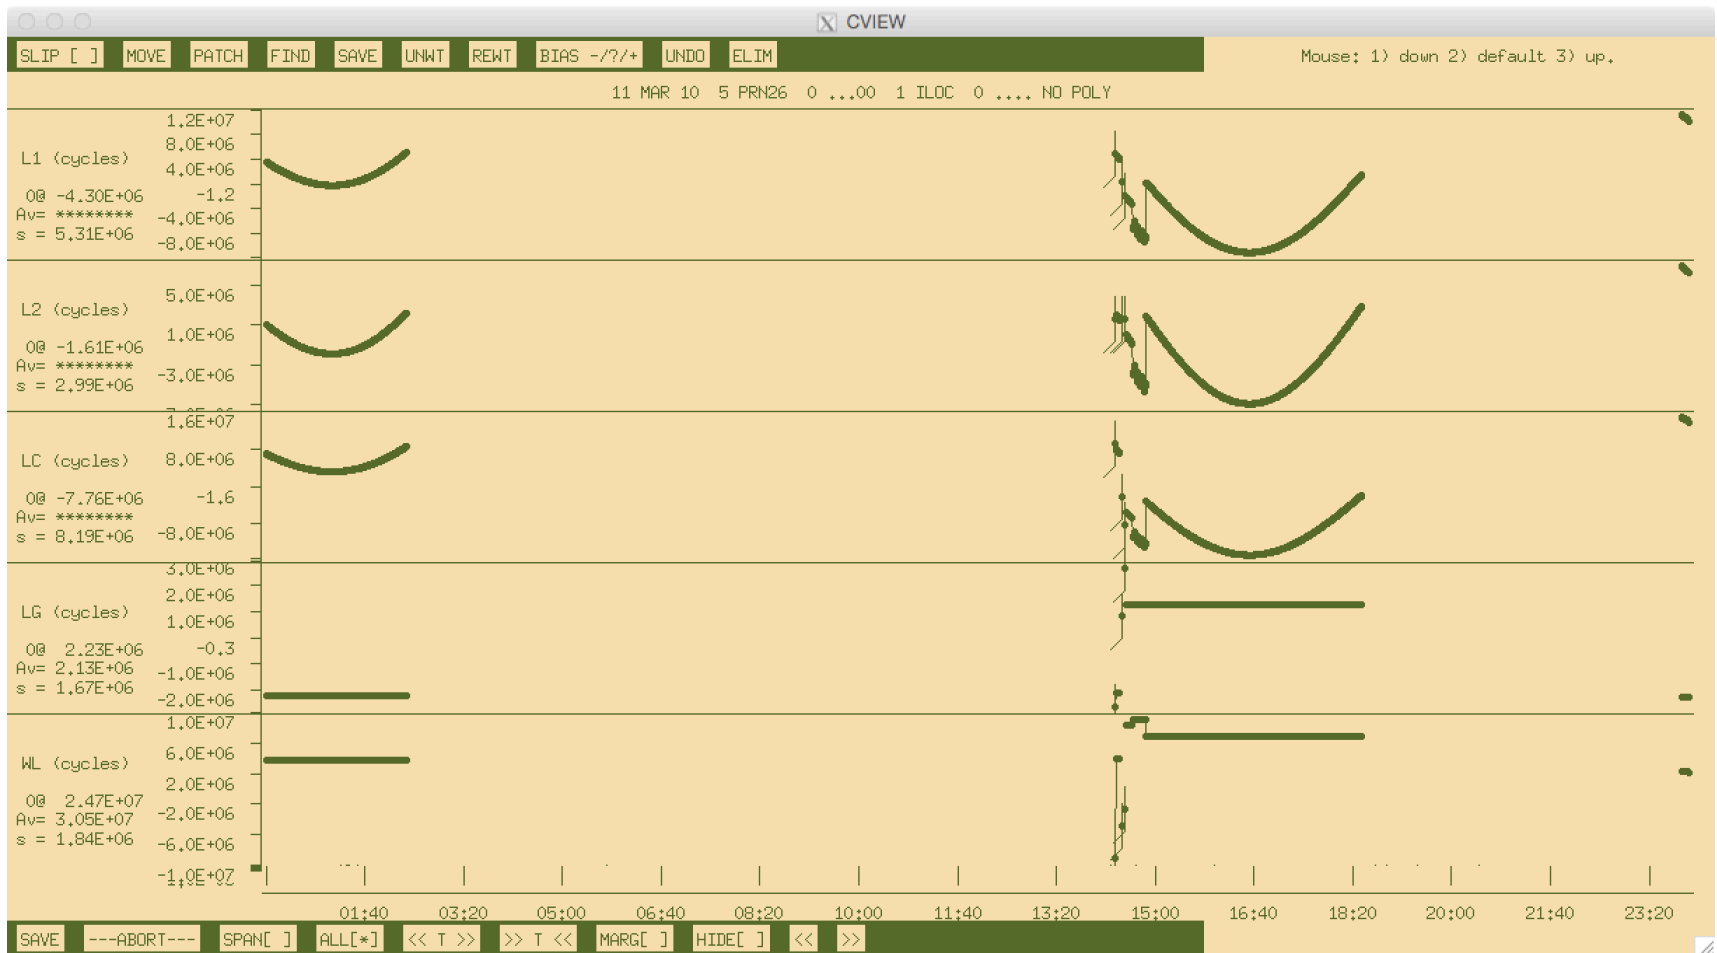 CVIEW
SLIP [ ] MOVE PATCH FIND SAVE UNWT REWT BIAS -/?/+ UNDO ELIM Mouse: 1) down 2) default 3) up.
11 MAR 10 5 PRN26 0 ...00 1 ILOC 0 .... NO POLY
1.2E+07
8.0E+06
L1 (cycles)
4.0E+06
0@ -4.30E+06 -1.2
Av= ********
-4.0E+06
s = 5.31E+06
-8.0E+06
5.0E+06
L2 (cycles)
1.0E+06
0@ -1.61E+06
Av= ********
-3.0E+06
s = 2.99E+06
1.6E+07
LC (cycles) 8.0E+06
0@ -7.76E+06 -1.6
Av= ********
s = 8.19E+06 -8.0E+06
3.0E+06
2.0E+06
LG (cycles)
1.0E+06
0@ 2.23E+06 -0.3
Av= 2.13E+06
-1.0E+06
s = 1.67E+06
-2.0E+06
1.0E+07
6.0E+06
WL (cycles)
2.0E+06
0@ 2.47E+07
Av= 3.05E+07 -2.0E+06
s = 1.84E+06 -6.0E+06
-1.0E+07
01:40 03:20 05:00 06:40 08:20 10:00 11:40 13:20 15:00 16:40 18:20 20:00 21:40 23:20
SAVE ---ABORT--- SPAN[ ] ALL[*] << T >> >> T << MARG[ ] HIDE[ ] << >>